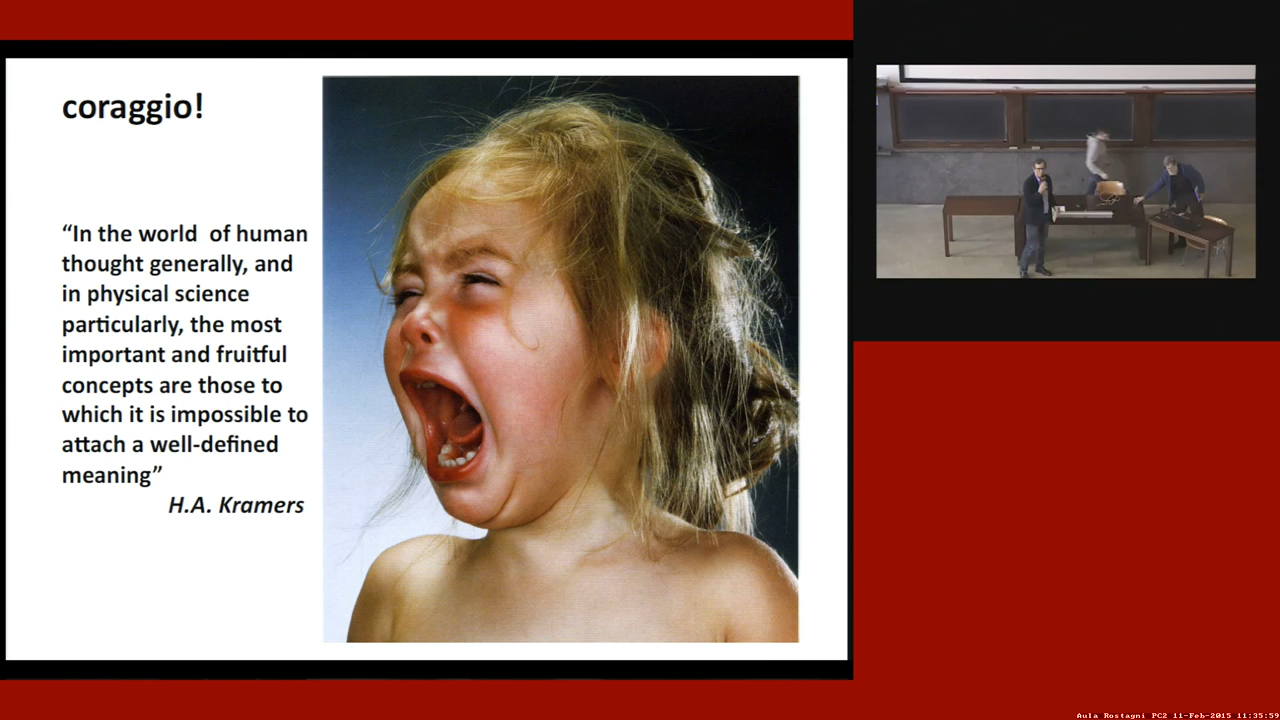 coraggio!
“In the world of human
thought generally, and
in physical science
particularly, the most
important and fruitful
concepts are those to
which it is impossible to
attach a well-defined
meaning”
H.A. Kramers
Aula Rostagni PC2 11-Feb-2015 11:35:59